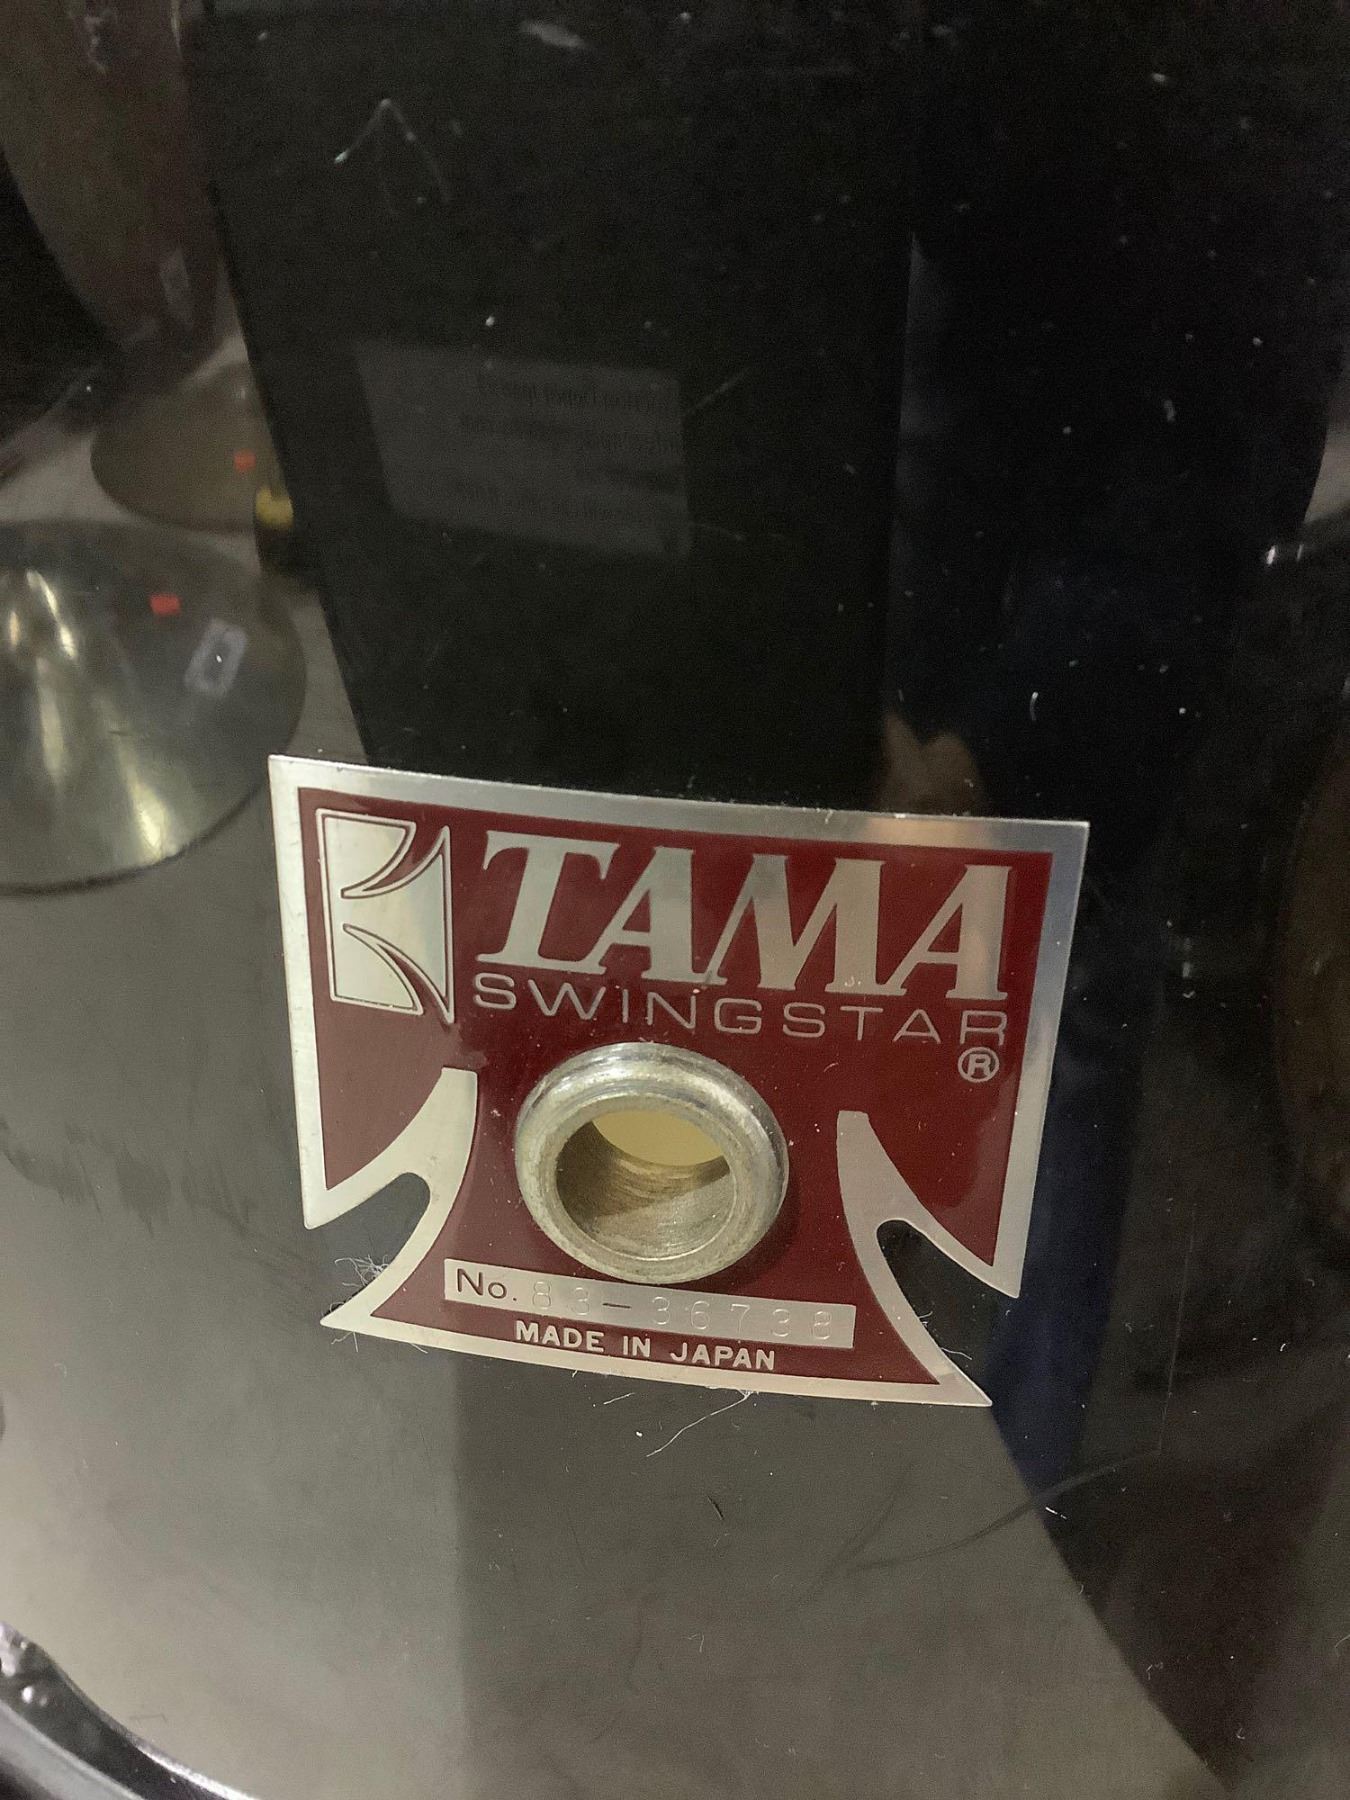 TAMA
SWINGSTAR
®
No. 83-36738
MADE IN JAPAN